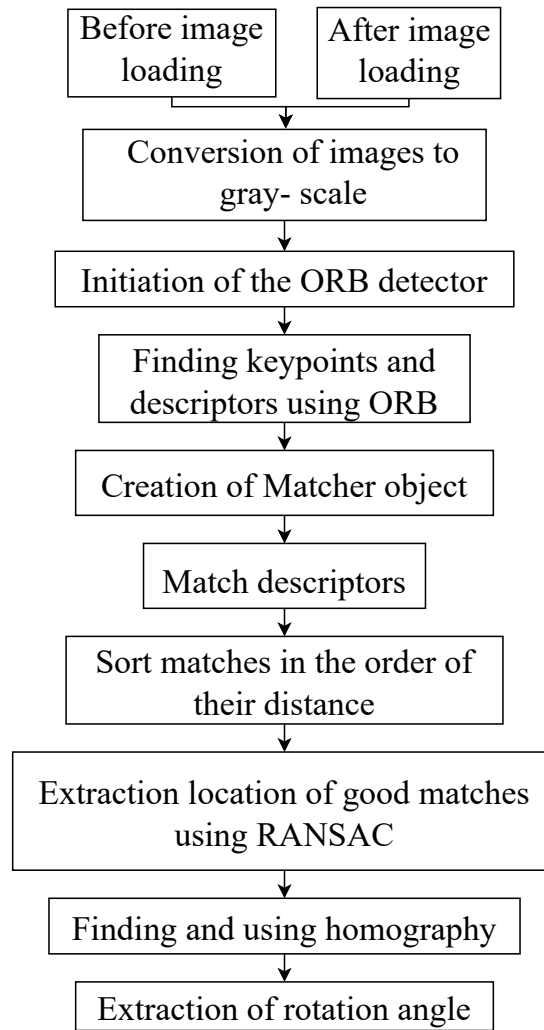 Before image
loading
After image
loading
Conversion of images to
gray- scale
Initiation of the ORB detector
Finding keypoints and
descriptors using ORB
Creation of Matcher object
Match descriptors
Sort matches in the order of
their distance
Extraction location of good matches
using RANSAC
Finding and using homography
Extraction of rotation angle